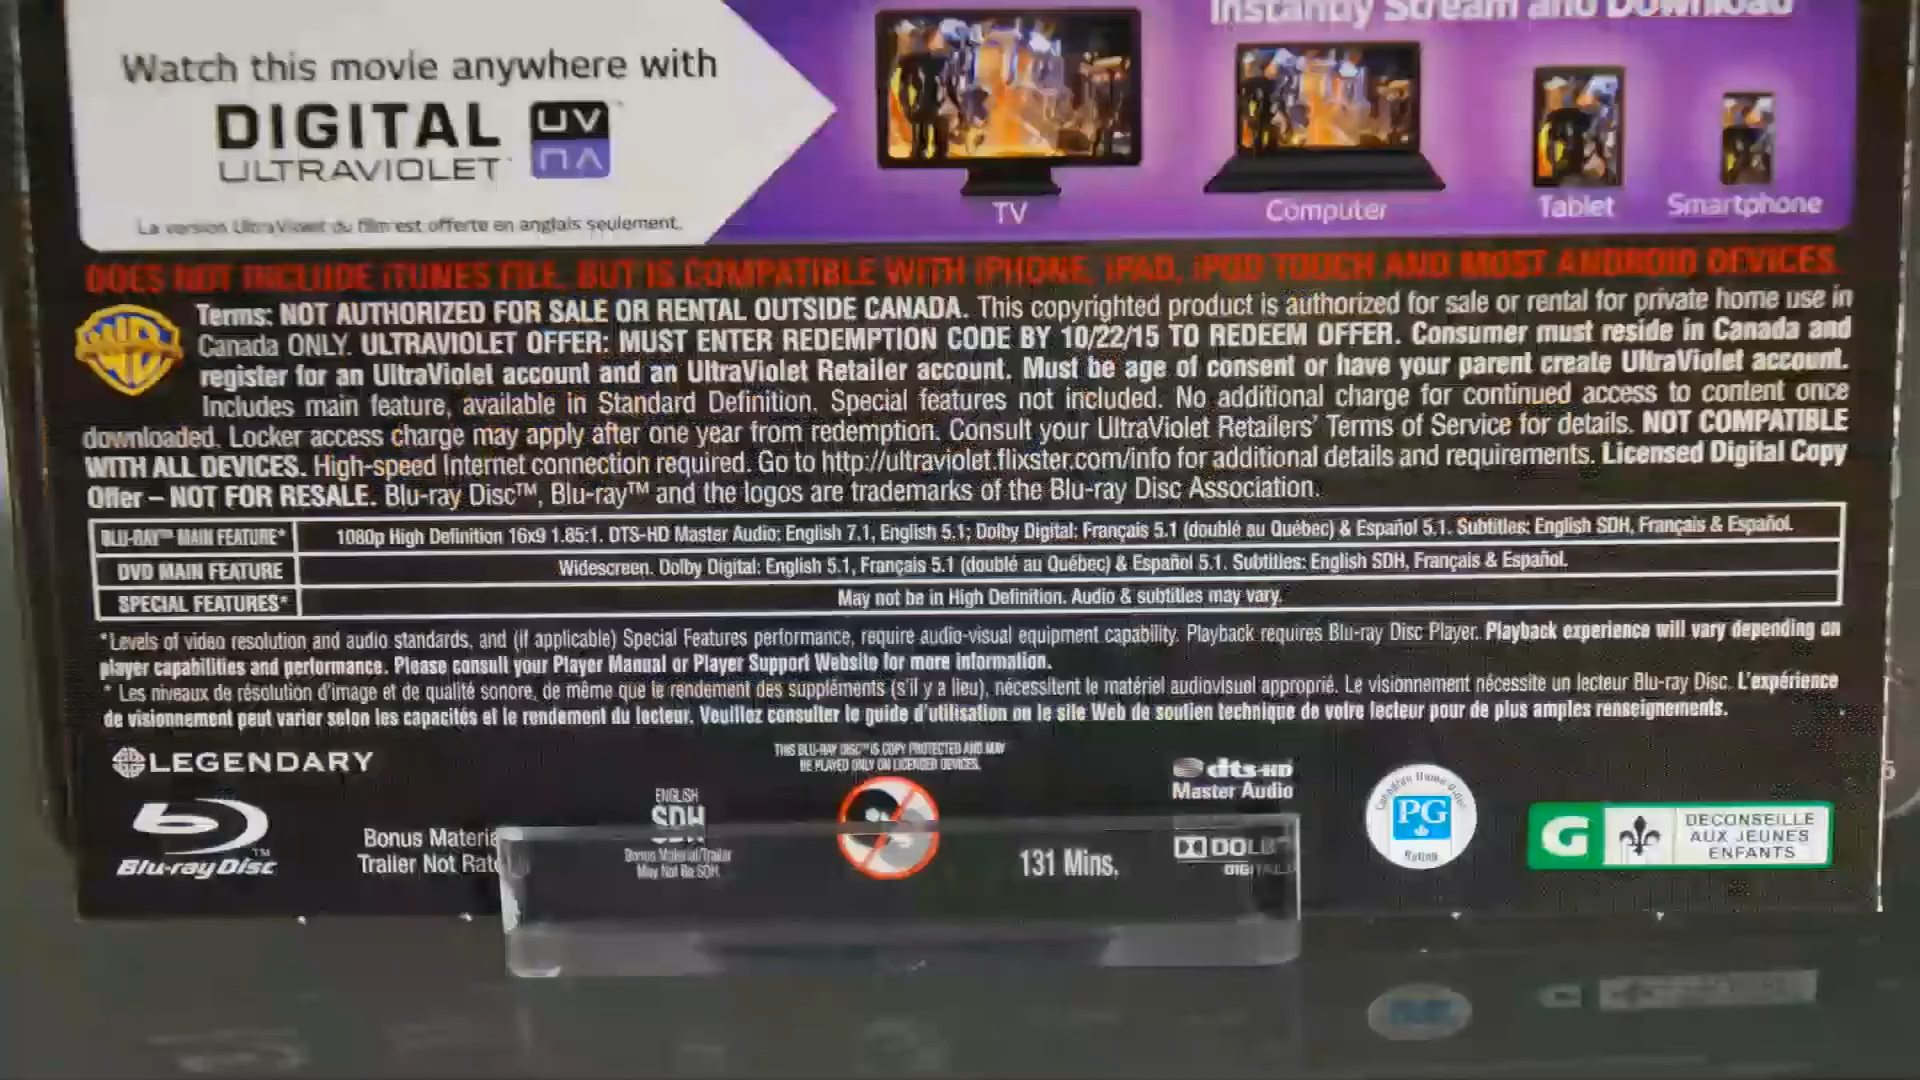 Instantly Stream and Download
Watch this movie anywhere with
DIGITAL
ULTRAVIOLET
UV
TV
Computer
Tablet
Smartphone
La version UltraViolet du film est offerte en anglais seulement.
DOES NOT INCLUDE iTUNES FILE, BUT IS COMPATIBLE WITH iPHONE, iPAD, iPOD TOUCH AND MOST ANDROID DEVICES.
WB
Terms: NOT AUTHORIZED FOR SALE OR RENTAL OUTSIDE CANADA. This copyrighted product is authorized for sale or rental for private home use in
Canada ONLY. ULTRAVIOLET OFFER: MUST ENTER REDEMPTION CODE BY 10/22/15 TO REDEEM OFFER. Consumer must reside in Canada and
register for an UltraViolet account and an UltraViolet Retailer account. Must be age of consent or have your parent create UltraViolet account.
Includes main feature, available in Standard Definition. Special features not included. No additional charge for continued access to content once
downloaded. Locker access charge may apply after one year from redemption. Consult your UltraViolet Retailers' Terms of Service for details. NOT COMPATIBLE
WITH ALL DEVICES. High-speed Internet connection required. Go to http://ultraviolet.flixster.com/info for additional details and requirements. Licensed Digital Copy
Offer – NOT FOR RESALE. Blu-ray Disc™, Blu-ray™ and the logos are trademarks of the Blu-ray Disc Association.
BLU-RAY™ MAIN FEATURE* 1080p High Definition 16x9 1.85:1. DTS-HD Master Audio: English 7.1, English 5.1; Dolby Digital: Français 5.1 (doublé au Québec) & Español 5.1. Subtitles: English SDH, Français & Español.
DVD MAIN FEATURE Widescreen. Dolby Digital: English 5.1, Français 5.1 (doublé au Québec) & Español 5.1. Subtitles: English SDH, Français & Español.
SPECIAL FEATURES* May not be in High Definition. Audio & subtitles may vary.
*Levels of video resolution and audio standards, and (if applicable) Special Features performance, require audio-visual equipment capability. Playback requires Blu-ray Disc Player. Playback experience will vary depending on
player capabilities and performance. Please consult your Player Manual or Player Support Website for more information.
* Les niveaux de résolution d'image et de qualité sonore, de même que le rendement des suppléments (s'il y a lieu), nécessitent le matériel audiovisuel approprié. Le visionnement nécessite un lecteur Blu-ray Disc. L'expérience
de visionnement peut varier selon les capacités et le rendement du lecteur. Veuillez consulter le guide d'utilisation ou le site Web de soutien technique de votre lecteur pour de plus amples renseignements.
LEGENDARY
THIS BLU-RAY DISC™ IS COPY PROTECTED AND MAY
BE PLAYED ONLY ON LICENSED DEVICES.
Blu-ray Disc™
Bonus Materia
Trailer Not Rate
ENGLISH
SDH
Bonus Material/Trailer
May Not Be SDH.
131 Mins.
dts-HD
Master Audio
DOLBY
DIGITAL
Canadian Home Video
PG
Rating
G
DÉCONSEILLÉ
AUX JEUNES
ENFANTS